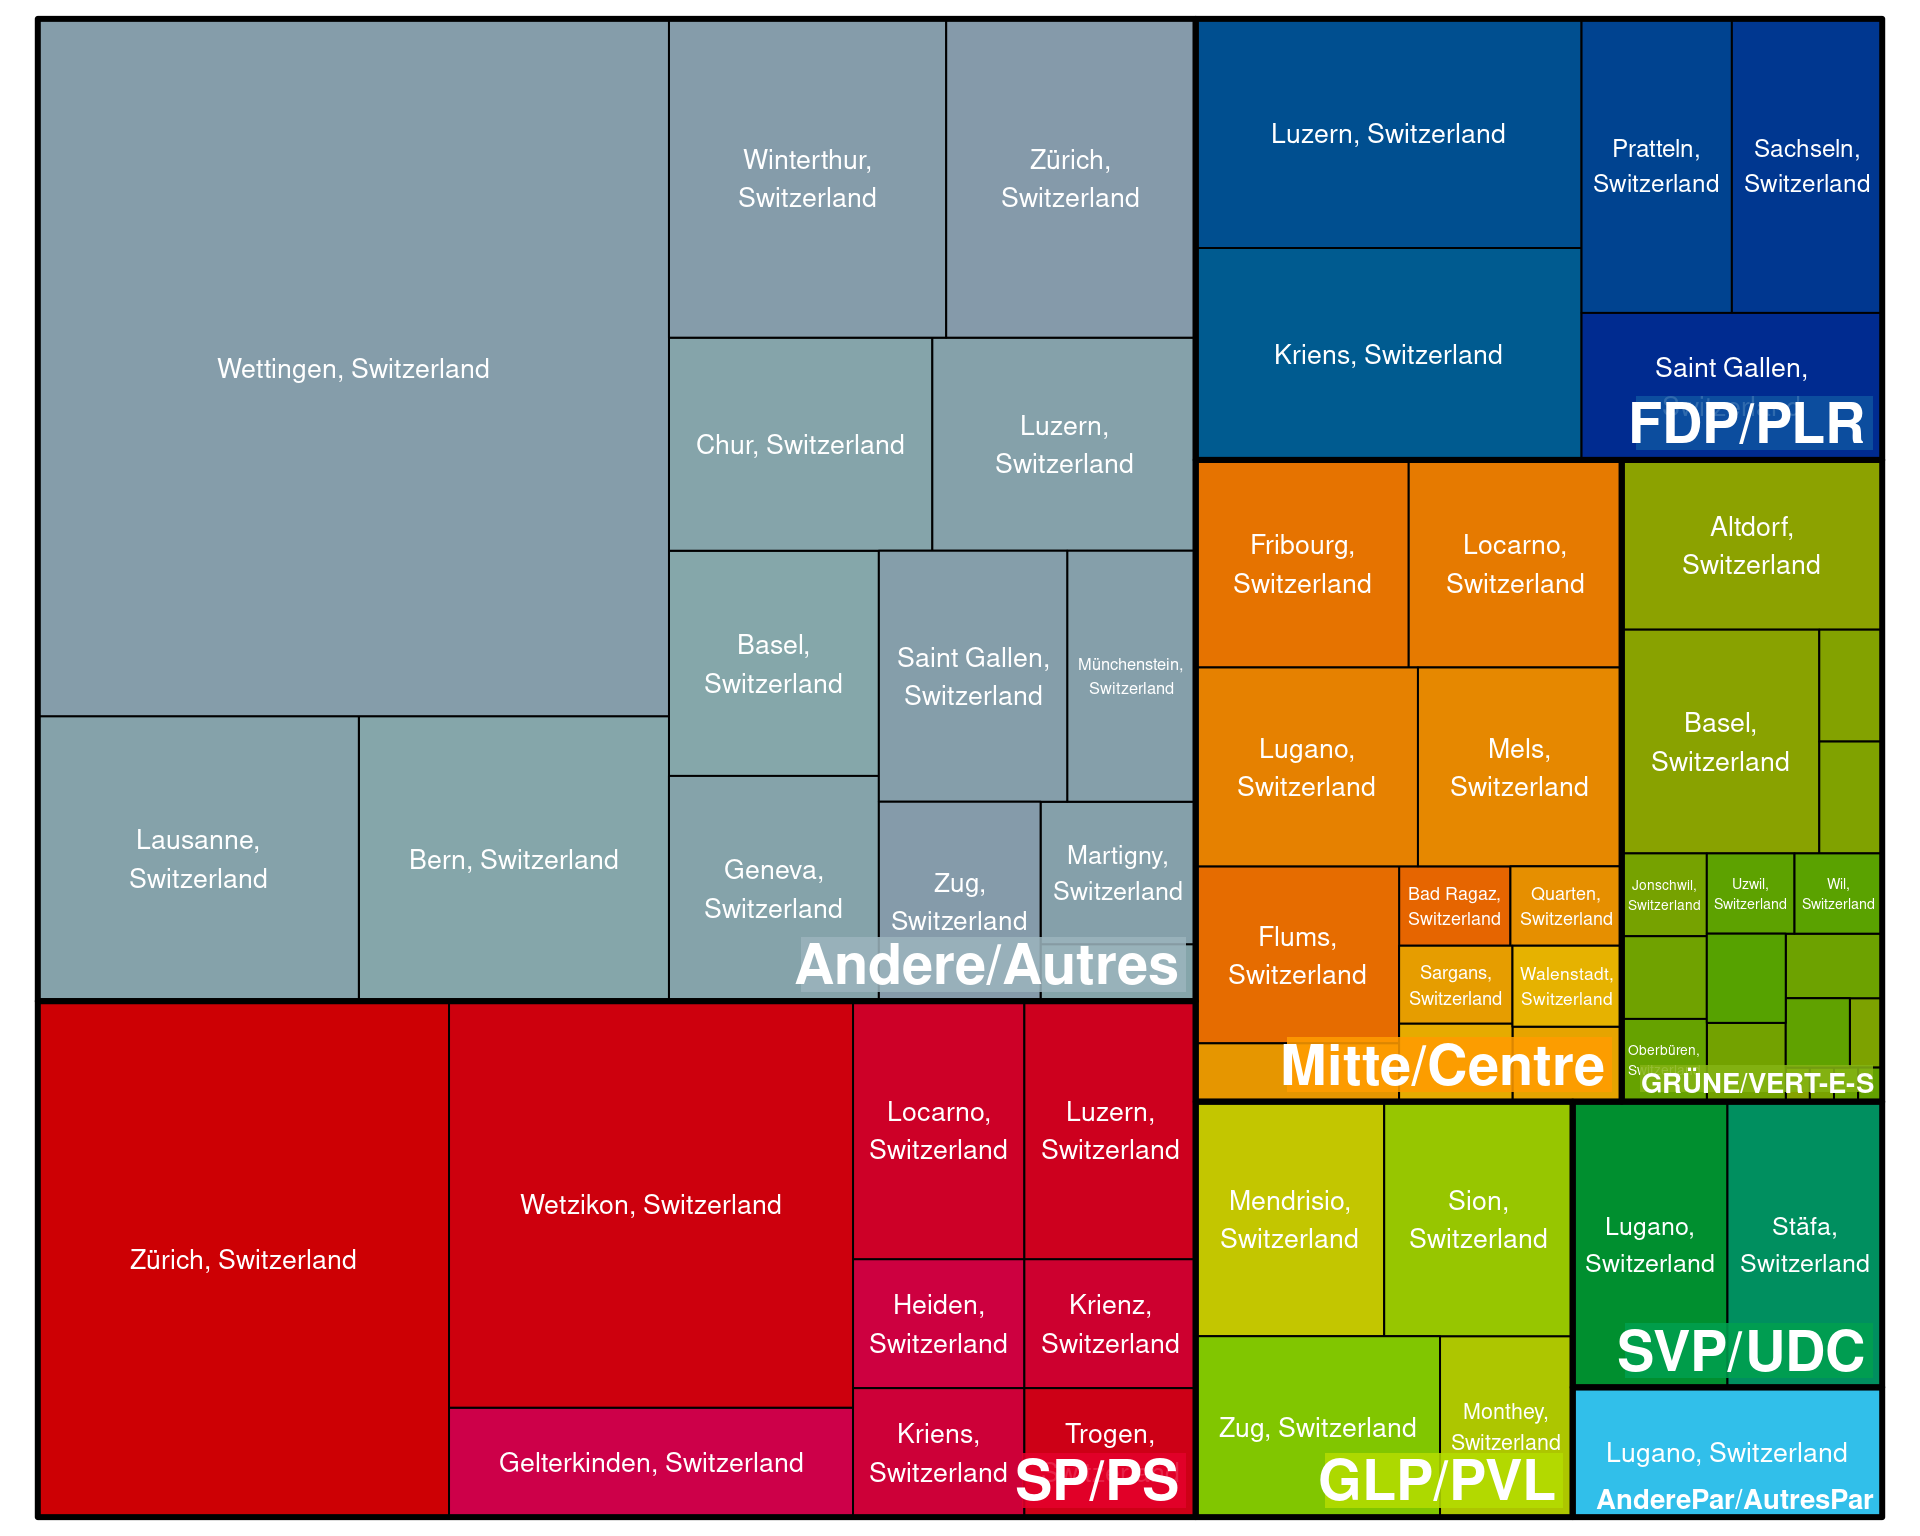 Wettingen, Switzerland
Winterthur,
Switzerland
Zürich,
Switzerland
Chur, Switzerland
Luzern,
Switzerland
Basel,
Switzerland
Saint Gallen,
Switzerland
Münchenstein,
Switzerland
Lausanne,
Switzerland
Bern, Switzerland
Geneva,
Switzerland
Zug,
Switzerland
Martigny,
Switzerland
Andere/Autres
Luzern, Switzerland
Pratteln,
Switzerland
Sachseln,
Switzerland
Kriens, Switzerland
Saint Gallen,
Switzerland
FDP/PLR
Fribourg,
Switzerland
Locarno,
Switzerland
Lugano,
Switzerland
Mels,
Switzerland
Flums,
Switzerland
Bad Ragaz,
Switzerland
Quarten,
Switzerland
Sargans,
Switzerland
Walenstadt,
Switzerland
Mitte/Centre
Altdorf,
Switzerland
Basel,
Switzerland
Jonschwil,
Switzerland
Uzwil,
Switzerland
Wil,
Switzerland
Oberbüren,
Switzerland
GRÜNE/VERT-E-S
Zürich, Switzerland
Wetzikon, Switzerland
Gelterkinden, Switzerland
Locarno,
Switzerland
Luzern,
Switzerland
Heiden,
Switzerland
Krienz,
Switzerland
Kriens,
Switzerland
Trogen,
Switzerland
SP/PS
Mendrisio,
Switzerland
Sion,
Switzerland
Zug, Switzerland
Monthey,
Switzerland
GLP/PVL
Lugano,
Switzerland
Stäfa,
Switzerland
SVP/UDC
Lugano, Switzerland
AnderePar/AutresPar